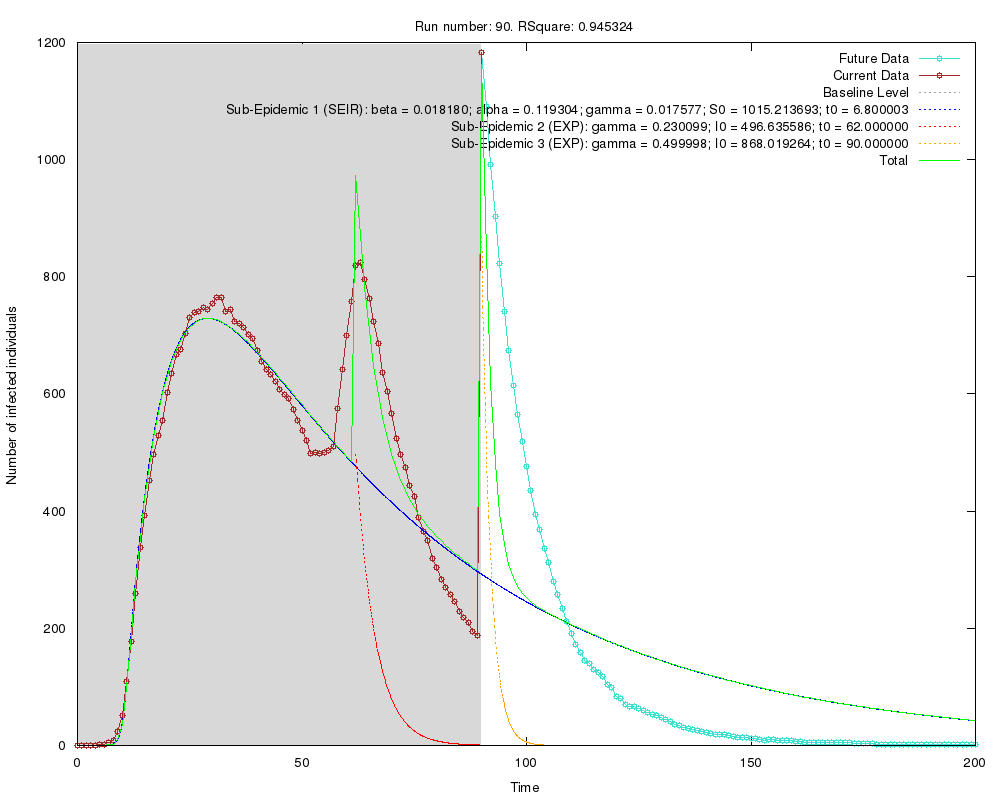 Run number: 90. RSquare: 0.945324
1200
1000
800
600
400
200
0
Number of infected individuals
Future Data
Current Data
Baseline Level
Sub-Epidemic 1 (SEIR): beta = 0.018180; alpha = 0.119304; gamma = 0.017577; S0 = 1015.213693; t0 = 6.800003
Sub-Epidemic 2 (EXP): gamma = 0.230099; I0 = 496.635586; t0 = 62.000000
Sub-Epidemic 3 (EXP): gamma = 0.499998; I0 = 868.019264; t0 = 90.000000
Total
0 50 100 150 200
Time